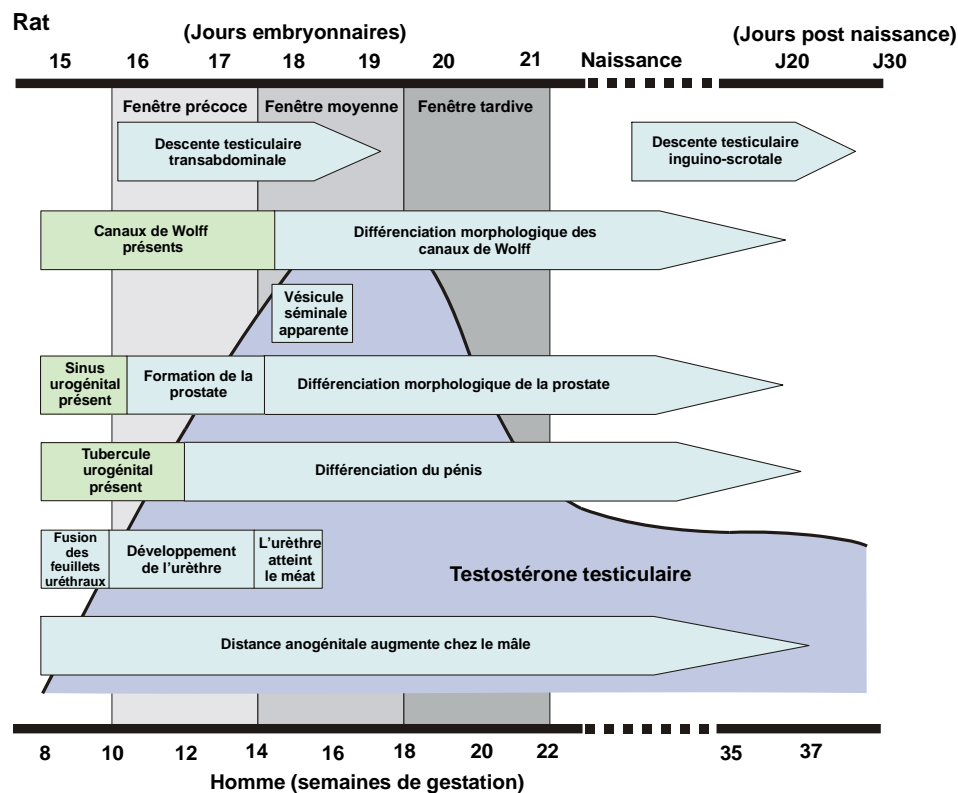 Rat
(Jours embryonnaires)
(Jours post naissance)
15 16 17 18 19 20 21 Naissance J20 J30
Fenêtre précoce
Fenêtre moyenne
Fenêtre tardive
Descente testiculaire
transabdominale
Descente testiculaire
inguino-scrotale
Canaux de Wolff
présents
Différenciation morphologique des
canaux de Wolff
Vésicule
séminale
apparente
Sinus
urogénital
présent
Formation de la
prostate
Différenciation morphologique de la prostate
Tubercule
urogénital
présent
Différenciation du pénis
Fusion
des
feuillets
uréthraux
Développement
de l'urèthre
L'urèthre
atteint
le méat
Testostérone testiculaire
Distance anogénitale augmente chez le mâle
8 10 12 14 16 18 20 22 35 37
Homme (semaines de gestation)